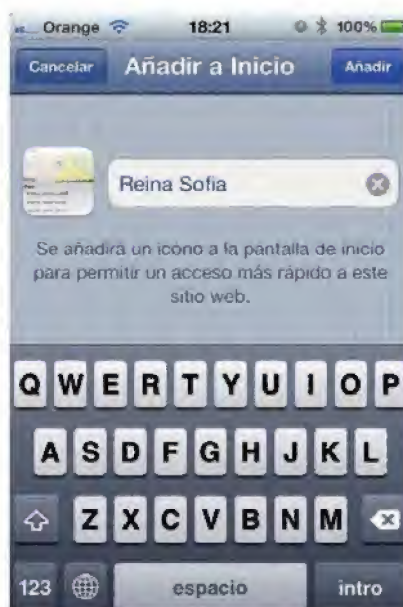 Orange 18:21 100%
Cancelar Añadir a Inicio Añadir
Reina Sofia
Se añadirá un icono a la pantalla de inicio
para permitir un acceso más rápido a este
sitio web.
Q W E R T Y U I O P
A S D F G H J K L
Z X C V B N M
123 espacio intro